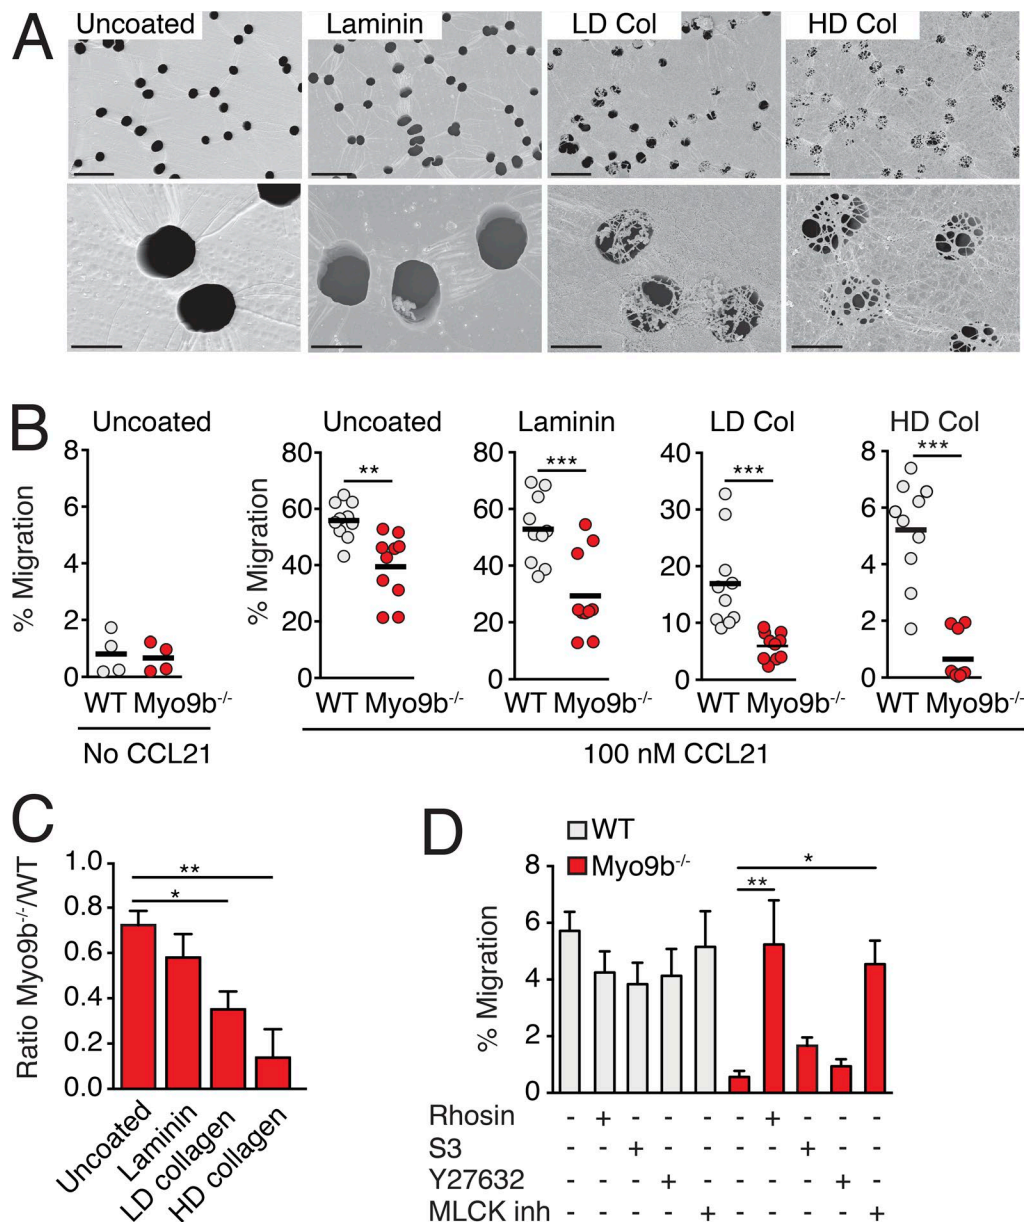 A
Uncoated Laminin LD Col HD Col
B
Uncoated Uncoated Laminin LD Col HD Col
% Migration
8
6
4
2
0
% Migration
80
60
40
20
0
**
80
60
40
20
0
***
40
30
20
10
0
***
8
6
4
2
0
***
WT Myo9b-/- WT Myo9b-/- WT Myo9b-/- WT Myo9b-/- WT Myo9b-/-
No CCL21 100 nM CCL21
C
Ratio Myo9b-/-/WT
1.0
0.8
0.6
0.4
0.2
0.0
**
*
Uncoated
Laminin
LD collagen
HD collagen
D
WT
Myo9b-/-
% Migration
8
6
4
2
0
*
**
Rhosin - + - - - - + - - -
S3 - - + - - - - + - -
Y27632 - - - + - - - - + -
MLCK inh - - - - + - - - - +